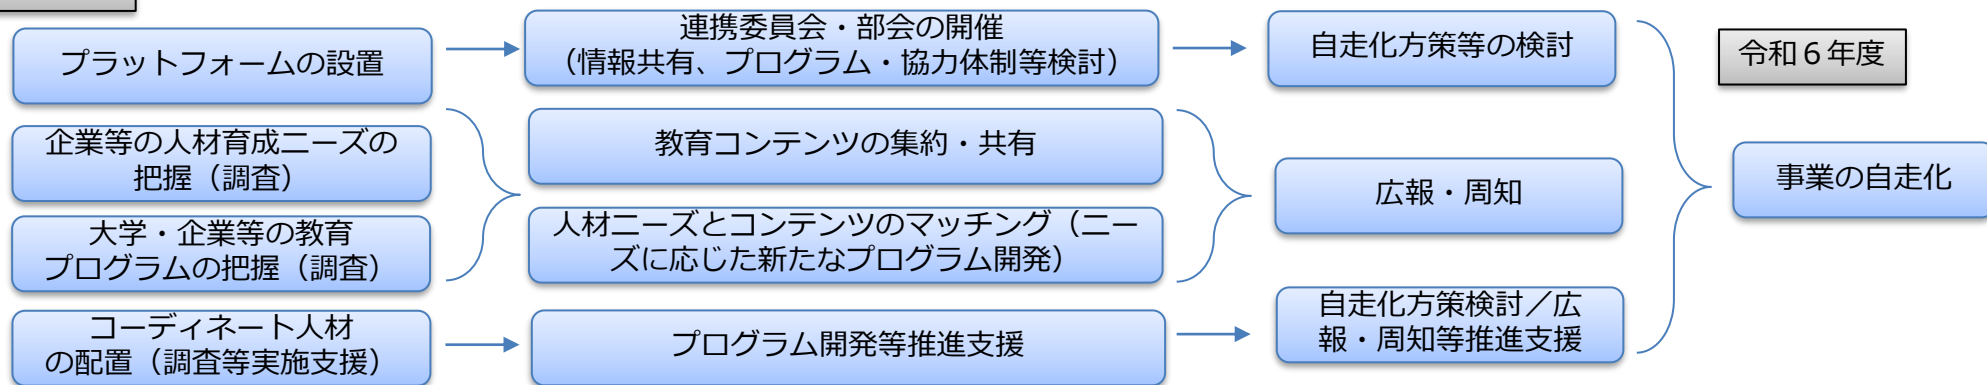 プラットフォームの設置
連携委員会・部会の開催
（情報共有、プログラム・協力体制等検討）
自走化方策等の検討
令和６年度
企業等の人材育成ニーズの
把握（調査）
教育コンテンツの集約・共有
広報・周知
事業の自走化
大学・企業等の教育
プログラムの把握（調査）
人材ニーズとコンテンツのマッチング（ニー
ズに応じた新たなプログラム開発）
コーディネート人材
の配置（調査等実施支援）
プログラム開発等推進支援
自走化方策検討／広
報・周知等推進支援